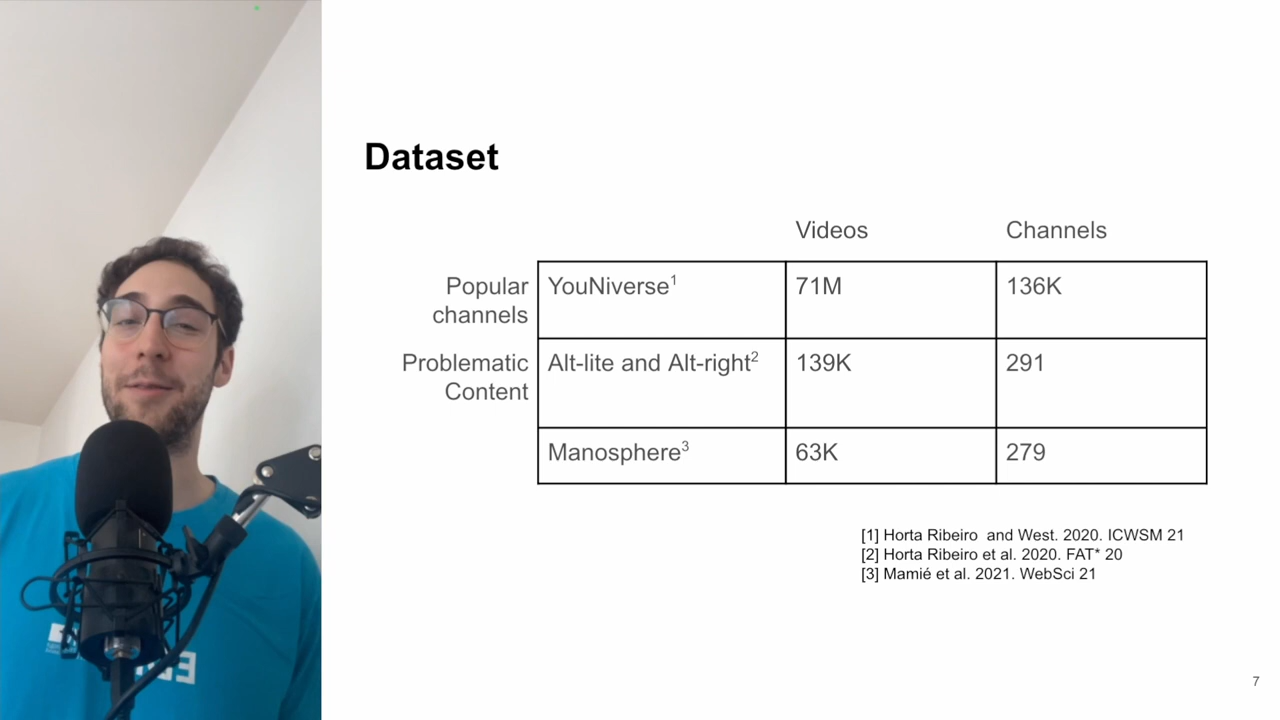 Dataset
Videos Channels
Popular channels YouNiverse1 71M 136K
Problematic Content Alt-lite and Alt-right2 139K 291
Manosphere3 63K 279
[1] Horta Ribeiro and West. 2020. ICWSM 21
[2] Horta Ribeiro et al. 2020. FAT* 20
[3] Mamié et al. 2021. WebSci 21
7